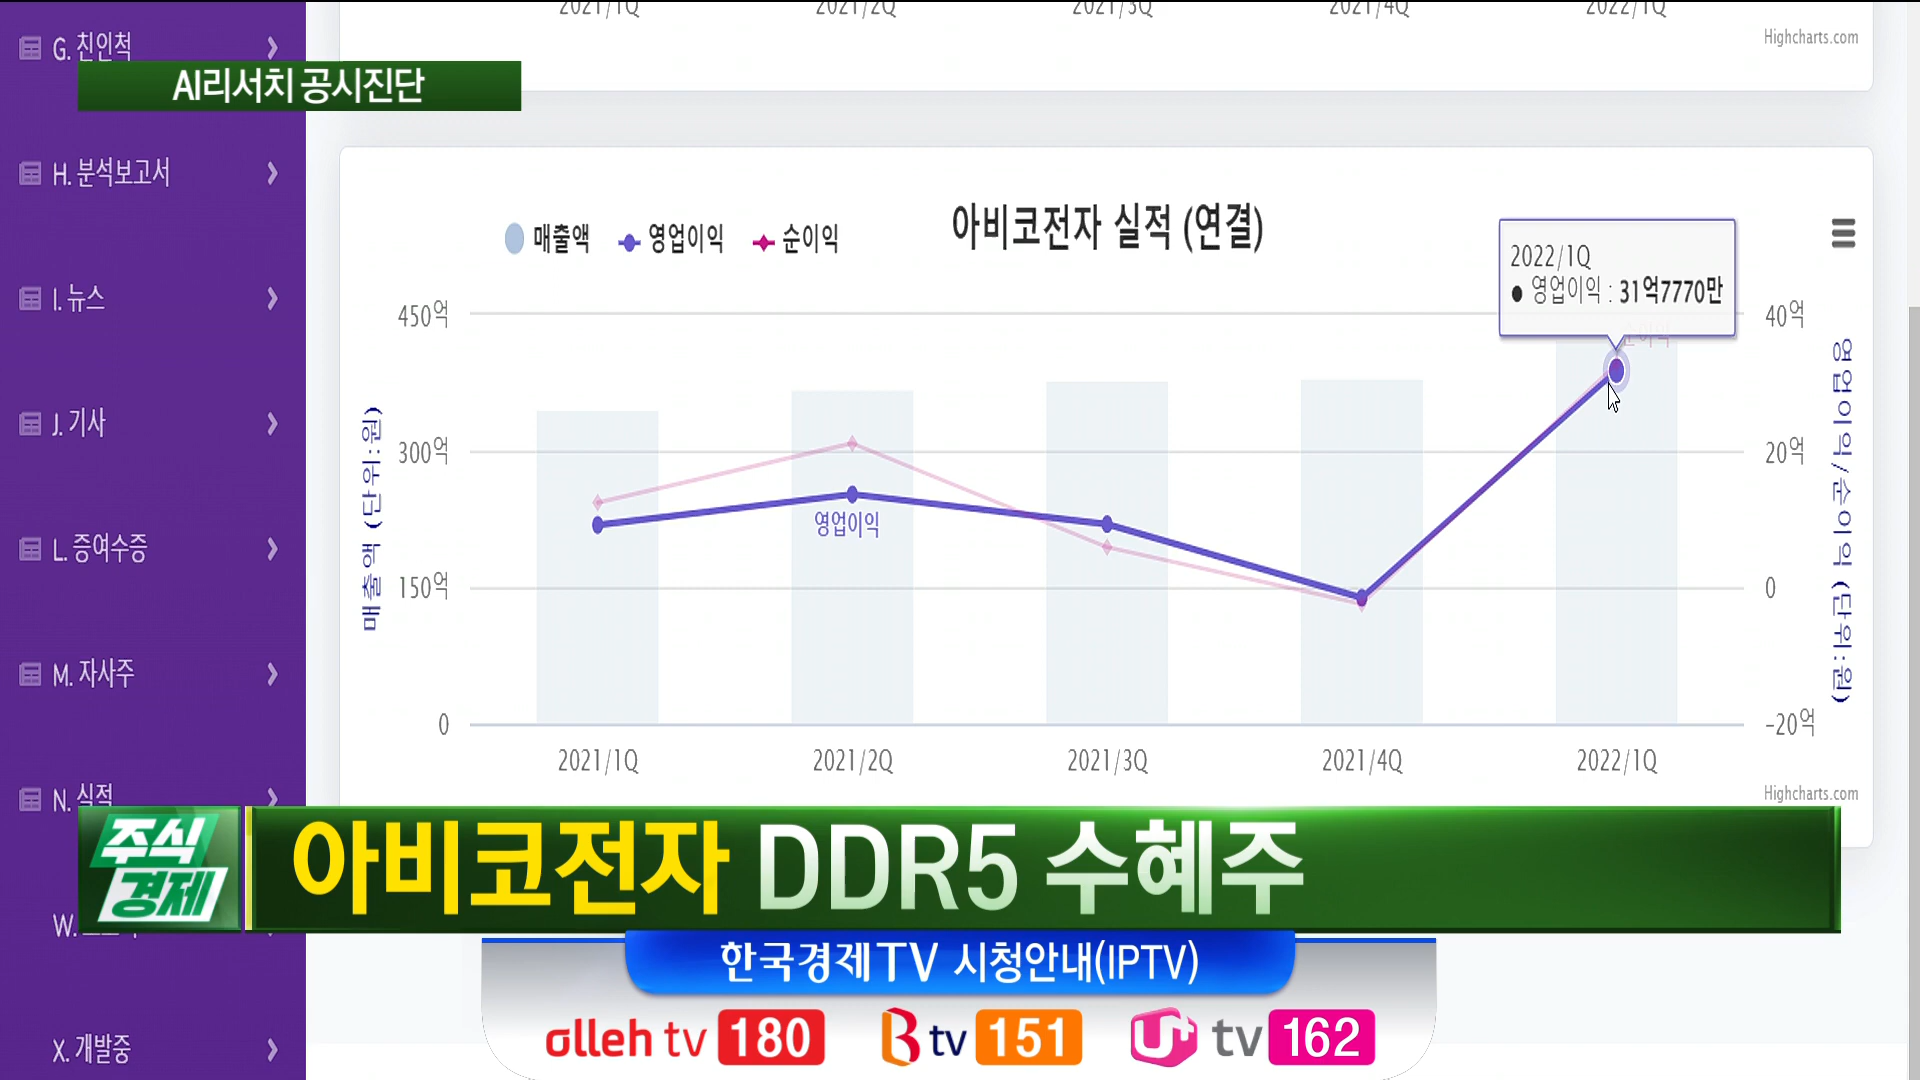 2021/1Q 2021/2Q 2021/3Q 2021/4Q 2022/1Q
Highcharts.com
G. 친인척
AI리서치 공시진단
H. 분석보고서
I. 뉴스
J. 기사
L. 증여수증
M. 자사주
N. 실적
W.
X. 개발중
아비코전자 실적 (연결)
매출액 영업이익 순이익
2022/1Q
● 영업이익 : 31억7770만
순이익
450억
300억
150억
0
매출액 (단위:원)
영업이익
40억
20억
0
-20억
영업이익/순이익 (단위:원)
2021/1Q 2021/2Q 2021/3Q 2021/4Q 2022/1Q
Highcharts.com
주식
경제
아비코전자 DDR5 수혜주
한국경제TV 시청안내(IPTV)
olleh tv 180 B tv 151 U+ tv 162